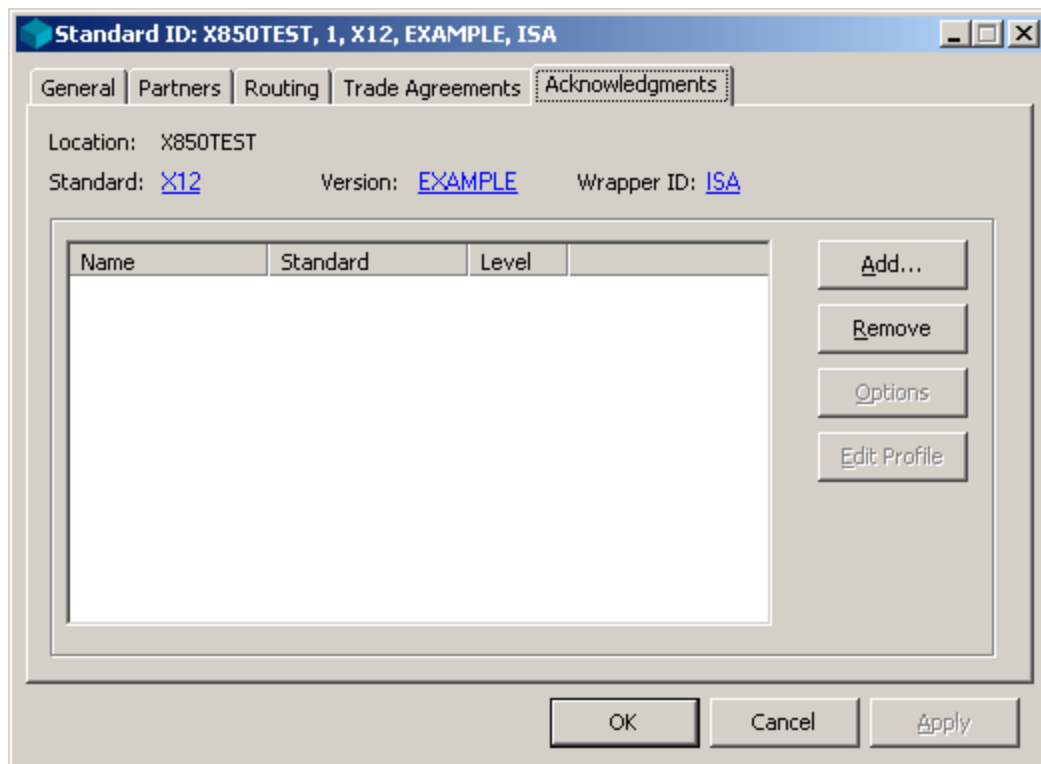 Standard ID: X850TEST, 1, X12, EXAMPLE, ISA
General Partners Routing Trade Agreements Acknowledgments
Location: X850TEST
Standard: X12 Version: EXAMPLE Wrapper ID: ISA
Name Standard Level
Add...
Remove
Options
Edit Profile
OK Cancel Apply